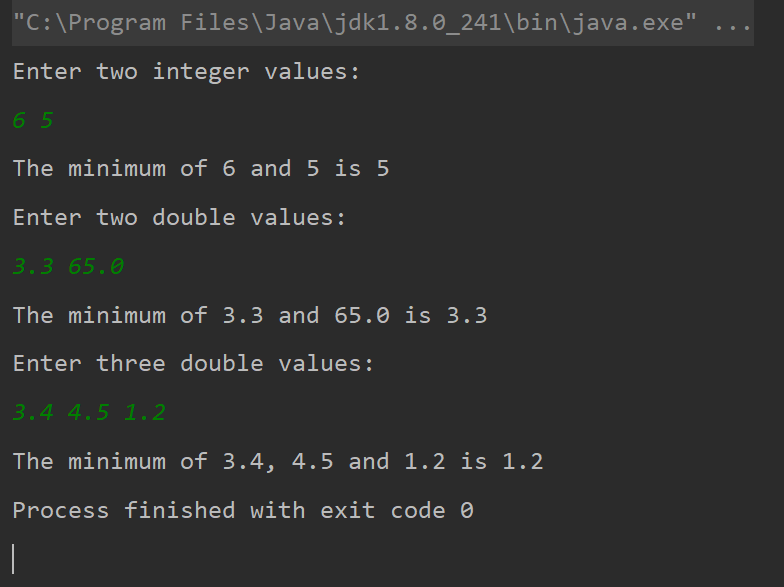 "C:\Program Files\Java\jdk1.8.0_241\bin\java.exe" ...
Enter two integer values:
6 5
The minimum of 6 and 5 is 5
Enter two double values:
3.3 65.0
The minimum of 3.3 and 65.0 is 3.3
Enter three double values:
3.4 4.5 1.2
The minimum of 3.4, 4.5 and 1.2 is 1.2
Process finished with exit code 0